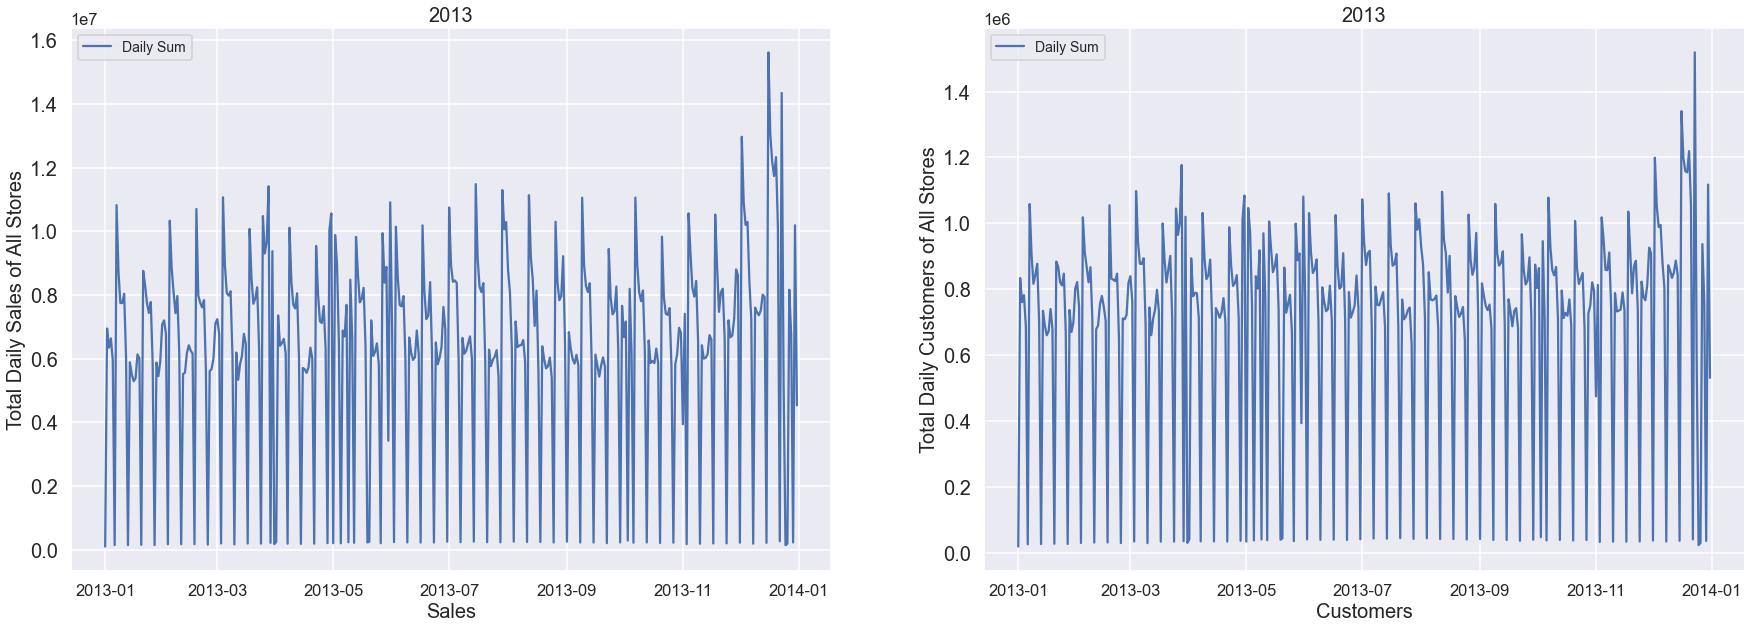 2013
1e7
Daily Sum
1.6
1.4
1.2
1.0
0.8
0.6
0.4
0.2
0.0
Total Daily Sales of All Stores
2013-01 2013-03 2013-05 2013-07 2013-09 2013-11 2014-01
Sales
2013
1e6
Daily Sum
1.4
1.2
1.0
0.8
0.6
0.4
0.2
0.0
Total Daily Customers of All Stores
2013-01 2013-03 2013-05 2013-07 2013-09 2013-11 2014-01
Customers